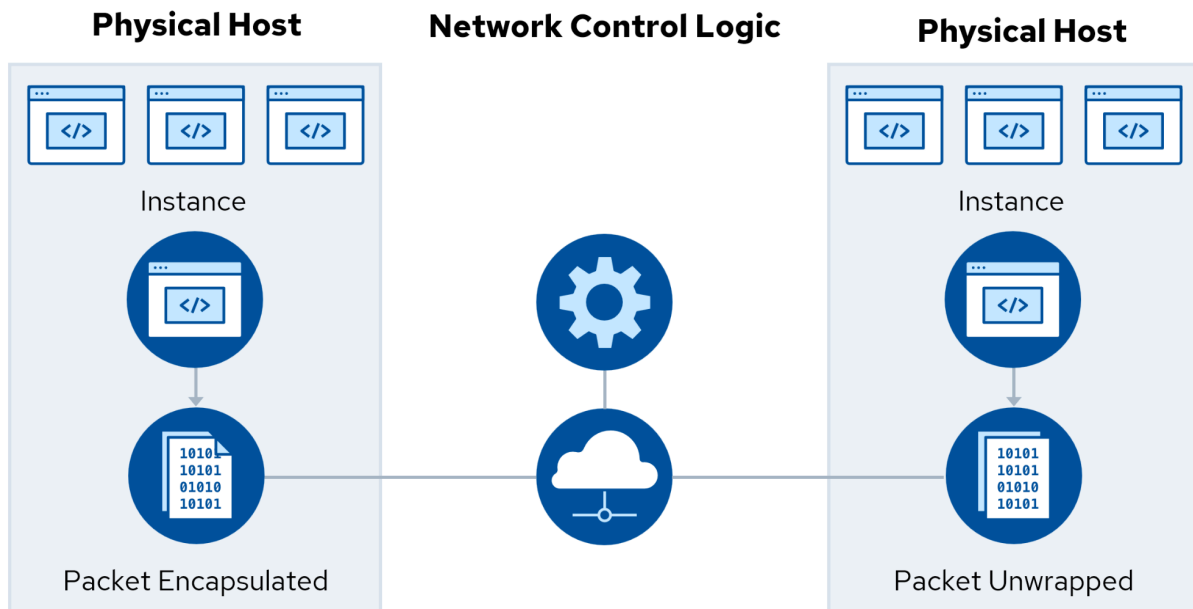 Physical Host
Network Control Logic
Physical Host
</>
</>
</>
</>
</>
</>
Instance
Instance
</>
</>
10101
10101
01010
10101
10101
10101
01010
10101
Packet Encapsulated
Packet Unwrapped